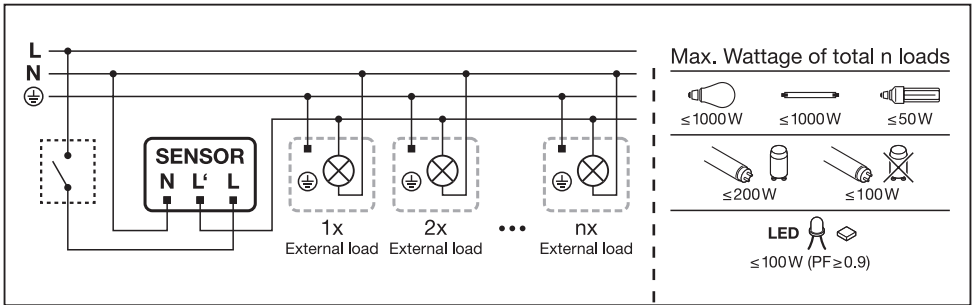 L
N
Max. Wattage of total n loads
≤1000W ≤1000W ≤50W
SENSOR
N L‘ L
≤200W ≤100W
1x 2x ••• nx
External load External load External load
LED
≤100W (PF≥0.9)